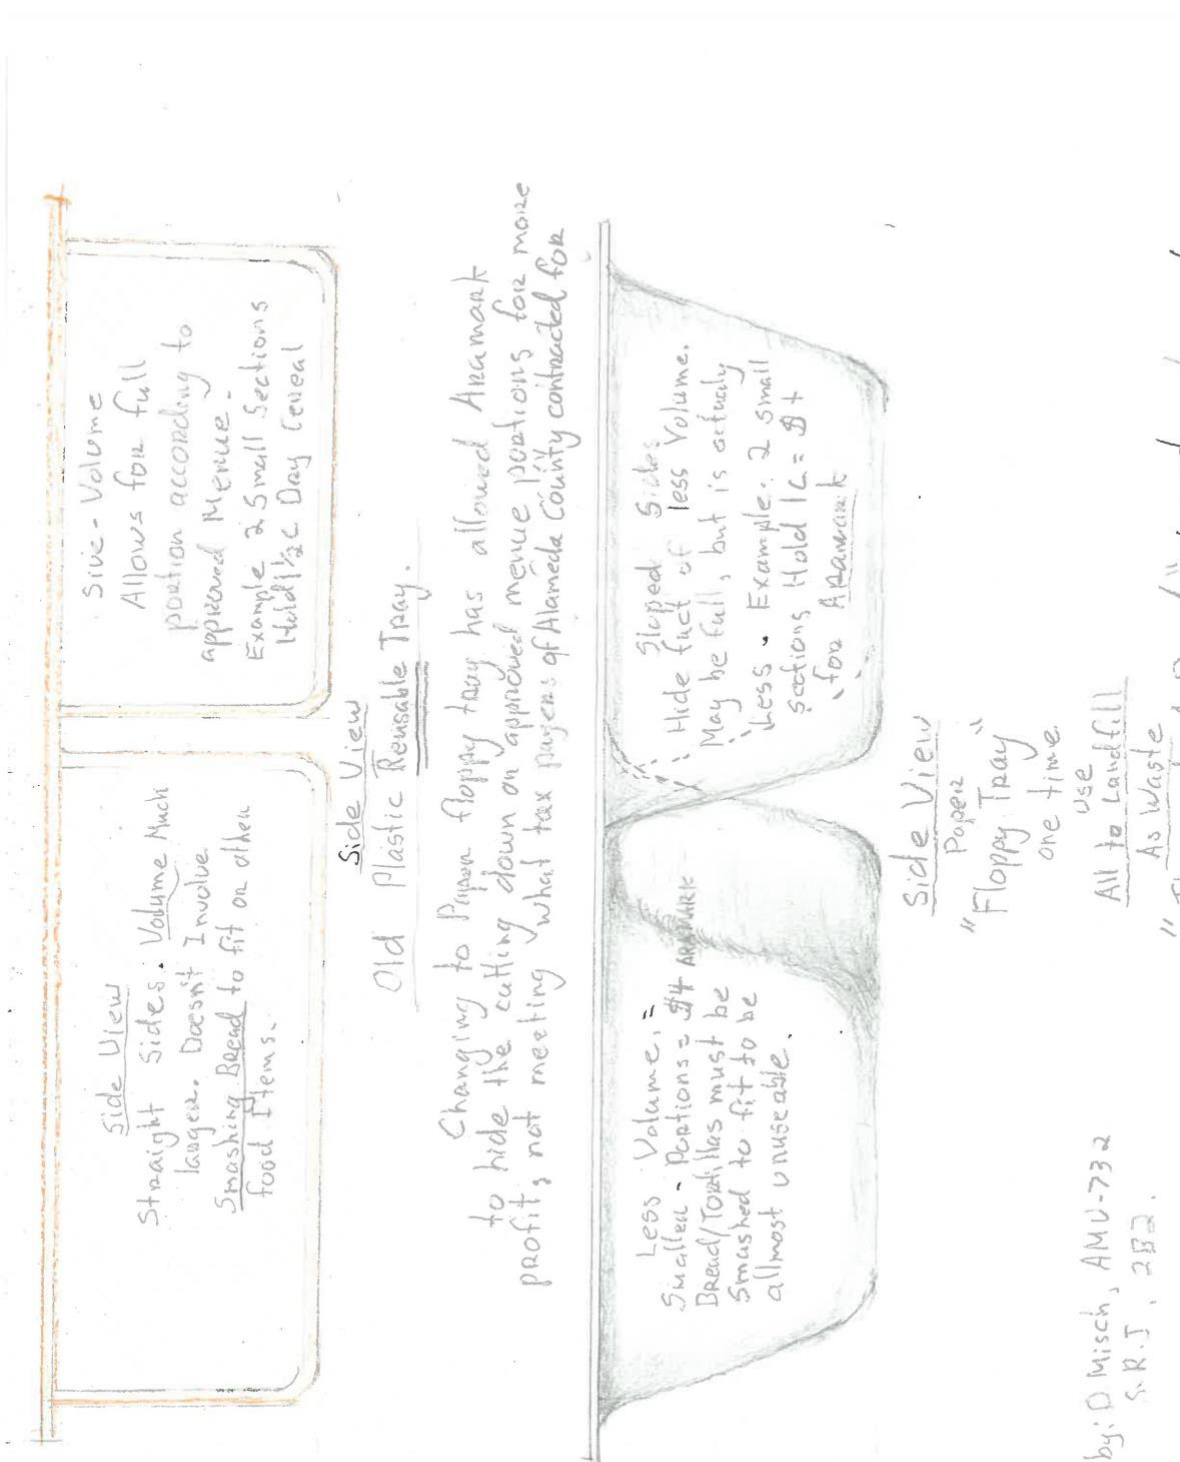 Side View
Straight Sides. Volume Much
larger. Doesn't Involve
Smashing Bread to fit or other
food Items.
Sive - Volume
Allows for full
portion according to
approved Menue -
Example 2 Small Sections
Hold 1½ C Dry Cereal
Side View
Old Plastic Reusable Tray.
Changing to Paper floppy tray has allowed Aramark
to hide the cutting down on approved menue portions for more
profit, not meeting what tax payers of Alameda County contracted for
Less Volume. =
Smaller - Portions = $ 4 ARAMARK
Bread/Tortillas must be
Smashed to fit to be
allmost unuseable.
Sloped Sides
Hide fact of less Volume.
May be full, but is actualy
Less - Example: 2 small
sections Hold 1 C = $ +
for Aramark
Side View
Paper
"Floppy Tray"
one time
Use
All to Landfill
As Waste
by: D Misch, AMU-732
S.R.J.